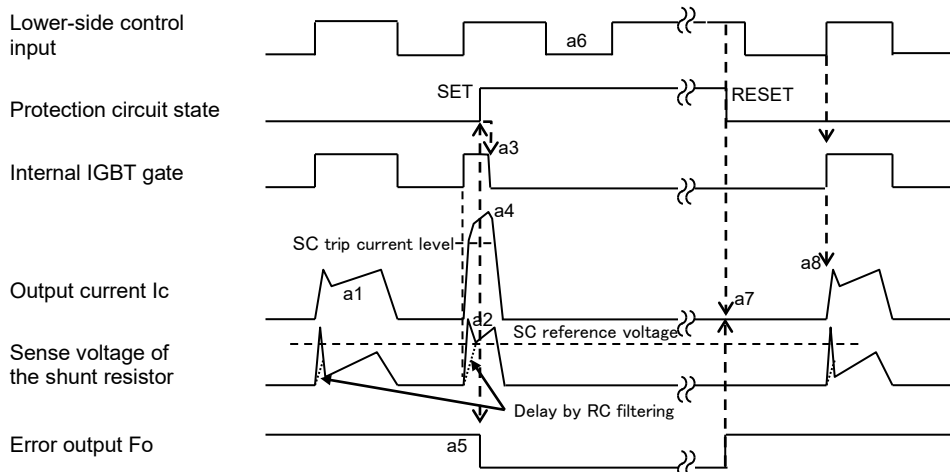 Lower-side control
input
a6
SET
RESET
Protection circuit state
a3
Internal IGBT gate
a4
SC trip current level
a8
Output current Ic
a1
a7
a2
SC reference voltage
Sense voltage of
the shunt resistor
Delay by RC filtering
a5
Error output Fo